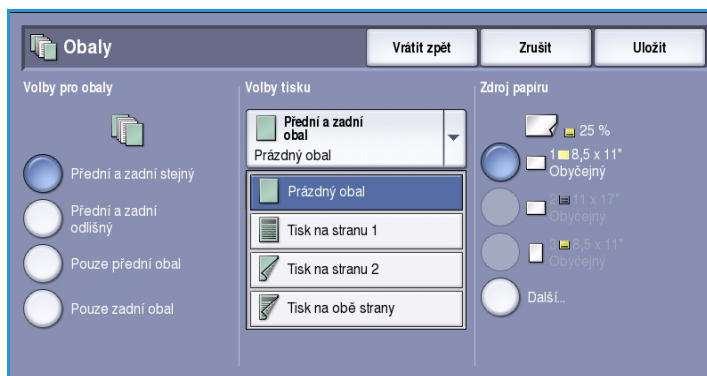 Obaly
Vrátit zpět
Zrušit
Uložit
Volby pro obaly
Přední a zadní stejný
Přední a zadní
odlišný
Pouze přední obal
Pouze zadní obal
Volby tisku
Přední a zadní
obal
Prázdný obal
Prázdný obal
Tisk na stranu 1
Tisk na stranu 2
Tisk na obě strany
Zdroj papíru
25 %
1 8,5 x 11"
Obyčejný
2 11 x 17"
Obyčejný
3 8,5 x 11"
Obyčejný
Další...